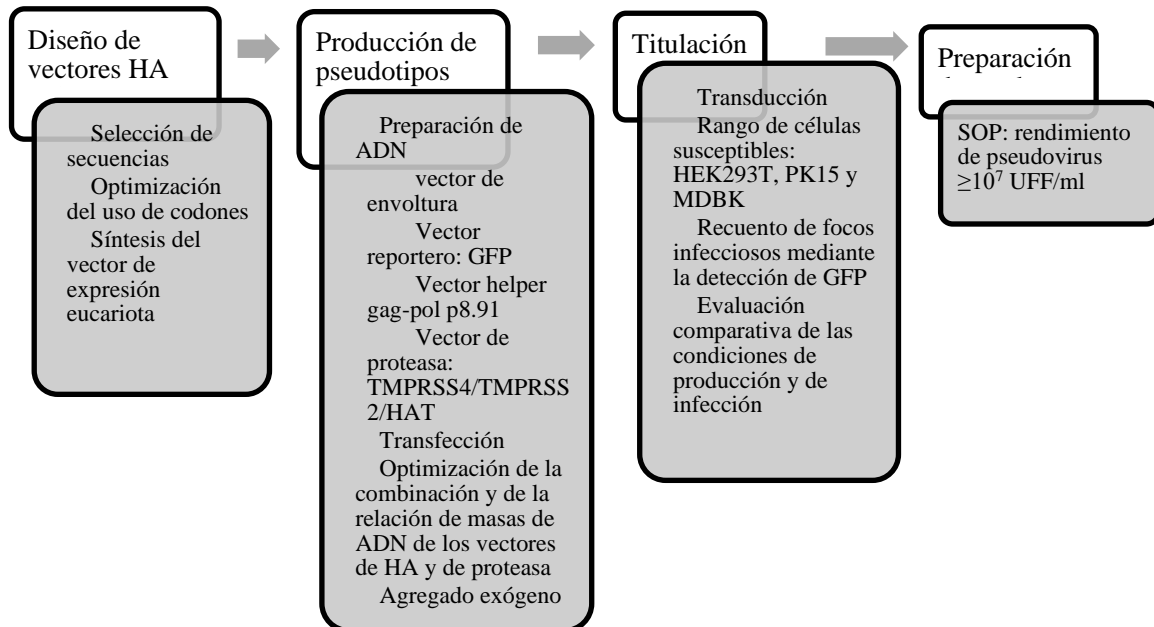 Diseño de
vectores HA
Selección de
secuencias
Optimización
del uso de codones
Síntesis del
vector de
expresión
eucariota
Producción de
pseudotipos
Preparación de
ADN
vector de
envoltura
Vector
reportero: GFP
Vector helper
gag-pol p8.91
Vector de
proteasa:
TMPRSS4/TMPRSS
2/HAT
Transfección
Optimización de la
combinación y de la
relación de masas de
ADN de los vectores
de HA y de proteasa
Agregado exógeno
Titulación
Transducción
Rango de células
susceptibles:
HEK293T, PK15 y
MDBK
Recuento de focos
infecciosos mediante
la detección de GFP
Evaluación
comparativa de las
condiciones de
producción y de
infección
Preparación
SOP: rendimiento
de pseudovirus
≥10⁷ UFF/ml